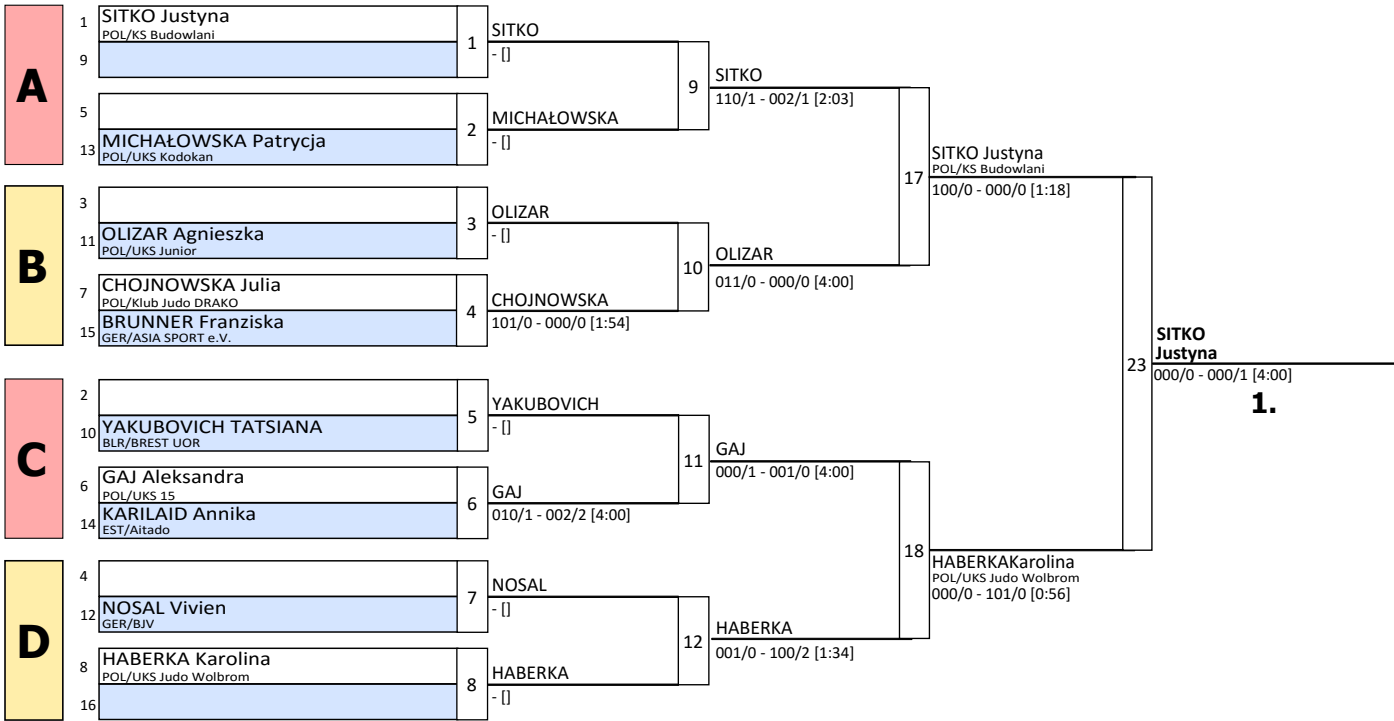 A
1 SITKO Justyna
POL/KS Budowlani
9
1
5
13 MICHAŁOWSKA Patrycja
POL/UKS Kodokan
2
B
3
11 OLIZAR Agnieszka
POL/UKS Junior
3
7 CHOJNOWSKA Julia
POL/Klub Judo DRAKO
15 BRUNNER Franziska
GER/ASIA SPORT e.V.
4
C
2
10 YAKUBOVICH TATSIANA
BLR/BREST UOR
5
6 GAJ Aleksandra
POL/UKS 15
14 KARILAID Annika
EST/Aitado
6
D
4
12 NOSAL Vivien
GER/BJV
7
8 HABERKA Karolina
POL/UKS Judo Wolbrom
16
8
SITKO
- []
MICHAŁOWSKA
- []
9
OLIZAR
- []
CHOJNOWSKA
101/0 - 000/0 [1:54]
10
YAKUBOVICH
- []
GAJ
010/1 - 002/2 [4:00]
11
NOSAL
- []
HABERKA
- []
12
SITKO
110/1 - 002/1 [2:03]
OLIZAR
011/0 - 000/0 [4:00]
17
GAJ
000/1 - 001/0 [4:00]
HABERKA
001/0 - 100/2 [1:34]
18
SITKO Justyna
POL/KS Budowlani
100/0 - 000/0 [1:18]
HABERKAKarolina
POL/UKS Judo Wolbrom
000/0 - 101/0 [0:56]
23
SITKO
Justyna
000/0 - 000/1 [4:00]
1.